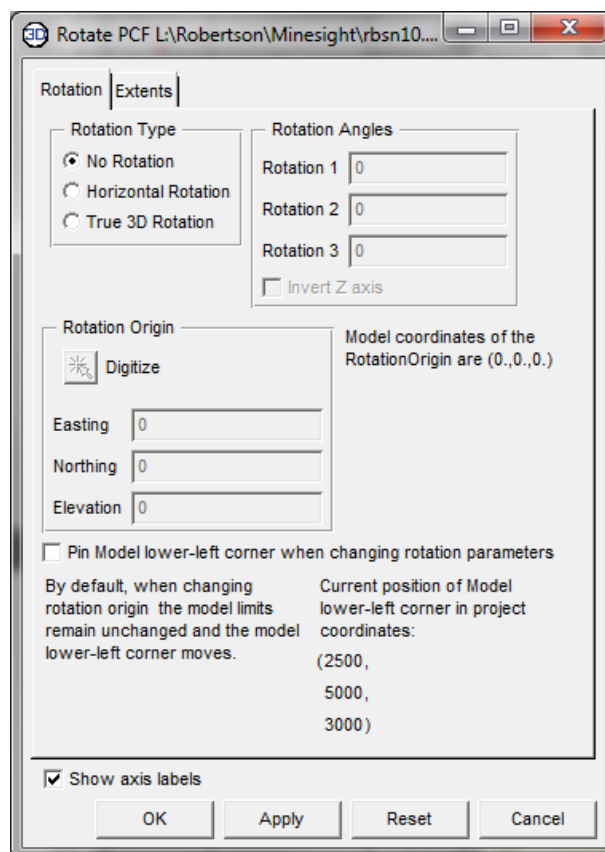 3D Rotate PCF L:\Robertson\Minesight\rbsn10....
Rotation Extents
Rotation Type
No Rotation
Horizontal Rotation
True 3D Rotation
Rotation Angles
Rotation 1 0
Rotation 2 0
Rotation 3 0
Invert Z axis
Rotation Origin
Digitize
Easting 0
Northing 0
Elevation 0
Model coordinates of the
RotationOrigin are (0.,0.,0.)
Pin Model lower-left corner when changing rotation parameters
By default, when changing
rotation origin the model limits
remain unchanged and the model
lower-left corner moves.
Current position of Model
lower-left corner in project
coordinates:
(2500,
5000,
3000)
Show axis labels
OK Apply Reset Cancel